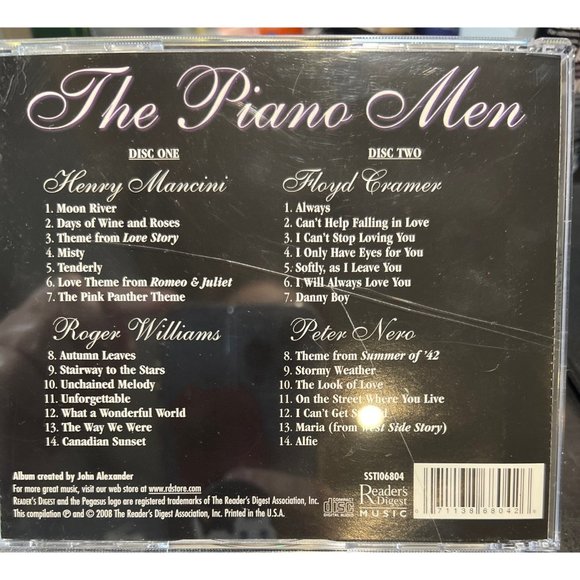 The Piano Men
DISC ONE
Henry Mancini
1. Moon River
2. Days of Wine and Roses
3. Theme from Love Story
4. Misty
5. Tenderly
6. Love Theme from Romeo & Juliet
7. The Pink Panther Theme
Roger Williams
8. Autumn Leaves
9. Stairway to the Stars
10. Unchained Melody
11. Unforgettable
12. What a Wonderful World
13. The Way We Were
14. Canadian Sunset
DISC TWO
Floyd Cramer
1. Always
2. Can't Help Falling in Love
3. I Can't Stop Loving You
4. I Only Have Eyes for You
5. Softly, as I Leave You
6. I Will Always Love You
7. Danny Boy
Peter Nero
8. Theme from Summer of '42
9. Stormy Weather
10. The Look of Love
11. On the Street Where You Live
12. I Can't Get
13. Maria (from West Side Story)
14. Alfie
Album created by John Alexander
For more great music, visit our web store at www.rdstore.com
READER'S DIGEST and the Pegasus logo are registered trademarks of The Reader's Digest Association, Inc.
This compilation ℗ and © 2008 The Reader's Digest Association, Inc. Printed in the U.S.A.
COMPACT
disc
DIGITAL AUDIO
SSTI06804
Reader's
Digest
MUSIC
0 71138 68042 9